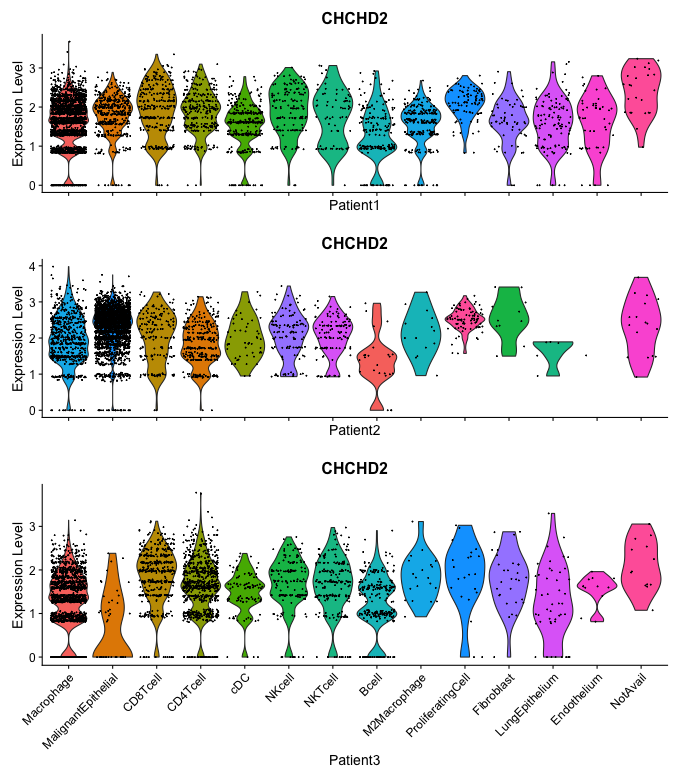 CHCHD2
Expression Level
3
2
1
0
Patient1
CHCHD2
Expression Level
4
3
2
1
0
Patient2
CHCHD2
Expression Level
3
2
1
0
Macrophage
MalignantEpithelial
CD8Tcell
CD4Tcell
cDC
NKcell
NKTcell
Bcell
M2Macrophage
ProliferatingCell
Fibroblast
LungEpithelium
Endothelium
NotAvail
Patient3